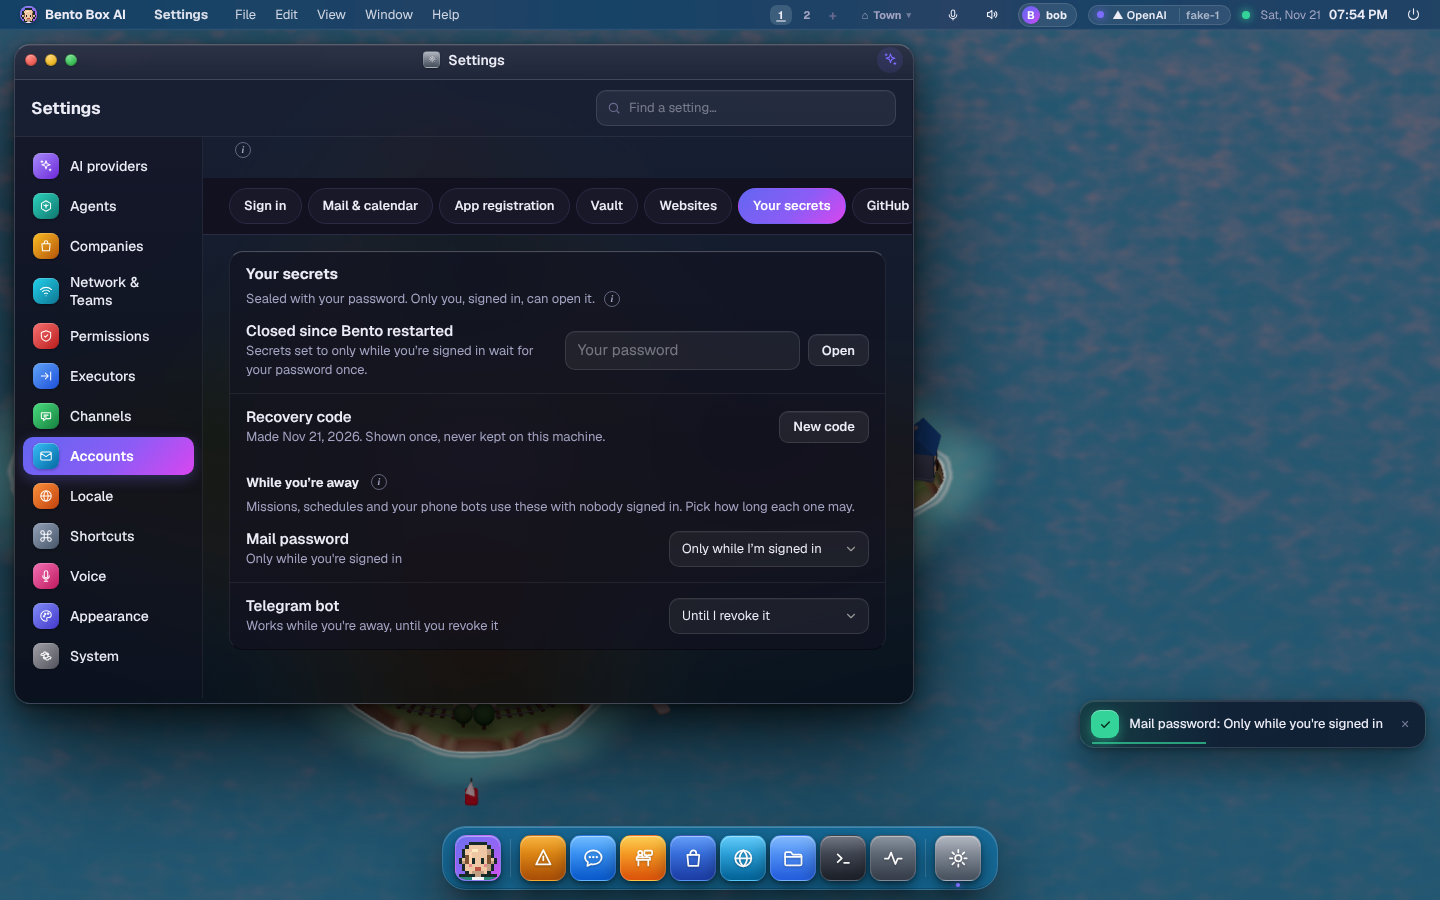 Bento Box AI Settings File Edit View Window Help 1 2 + Town B bob OpenAI fake-1 Sat, Nov 21 07:54 PM
Settings
Settings
Find a setting...
AI providers
Agents
Companies
Network &
Teams
Permissions
Executors
Channels
Accounts
Locale
Shortcuts
Voice
Appearance
System
Sign in Mail & calendar App registration Vault Websites Your secrets GitHub
Your secrets
Sealed with your password. Only you, signed in, can open it.
Closed since Bento restarted
Secrets set to only while you're signed in wait for
your password once.
Your password
Open
Recovery code
Made Nov 21, 2026. Shown once, never kept on this machine.
New code
While you're away
Missions, schedules and your phone bots use these with nobody signed in. Pick how long each one may.
Mail password
Only while you're signed in
Only while I'm signed in
Telegram bot
Works while you're away, until you revoke it
Until I revoke it
Mail password: Only while you're signed in